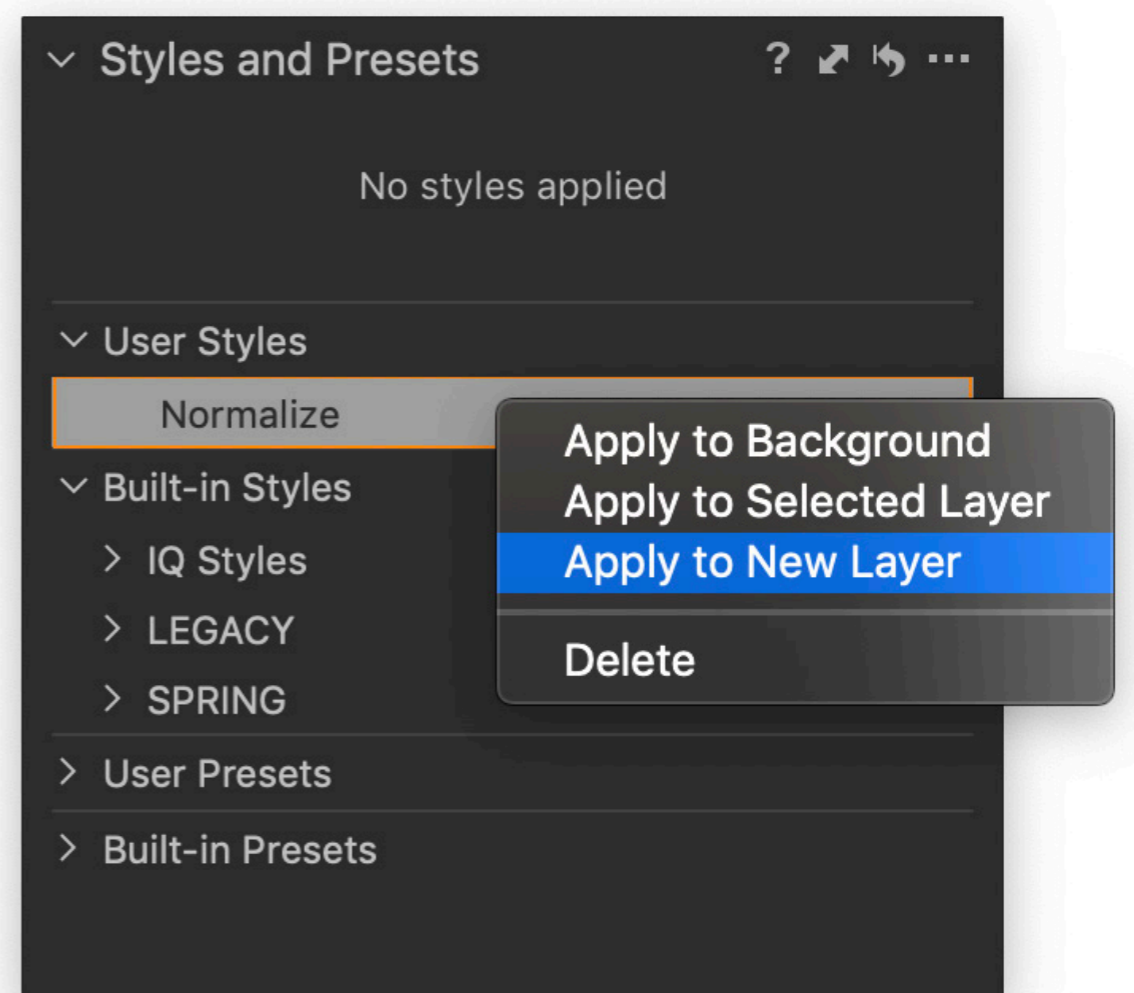 Styles and Presets ? ...
No styles applied
User Styles
Normalize
Apply to Background
Built-in Styles
Apply to Selected Layer
IQ Styles
Apply to New Layer
LEGACY
Delete
SPRING
User Presets
Built-in Presets